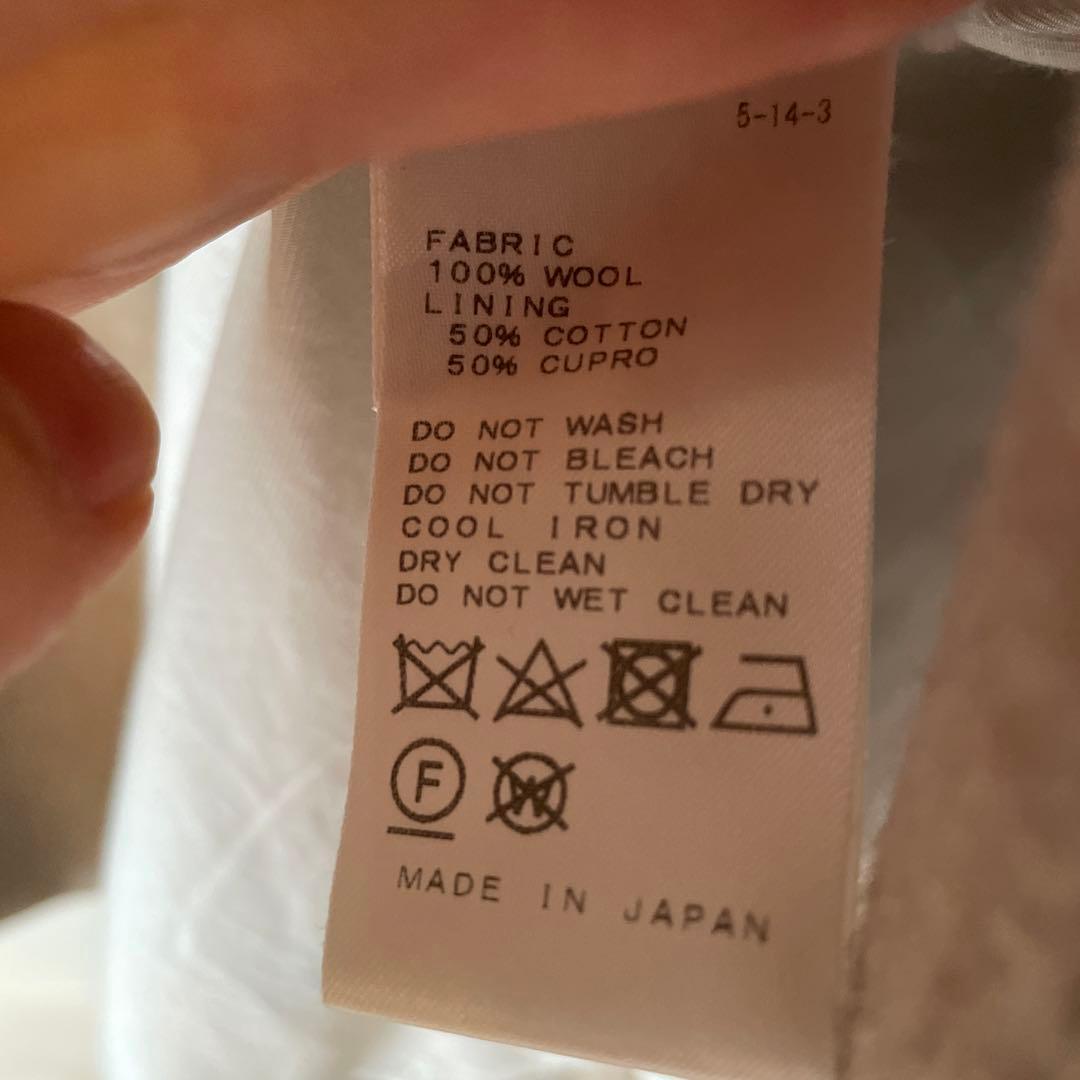 5-14-3
FABRIC
100% WOOL
LINING
50% COTTON
50% CUPRO
DO NOT WASH
DO NOT BLEACH
DO NOT TUMBLE DRY
COOL IRON
DRY CLEAN
DO NOT WET CLEAN
F W
MADE IN JAPAN